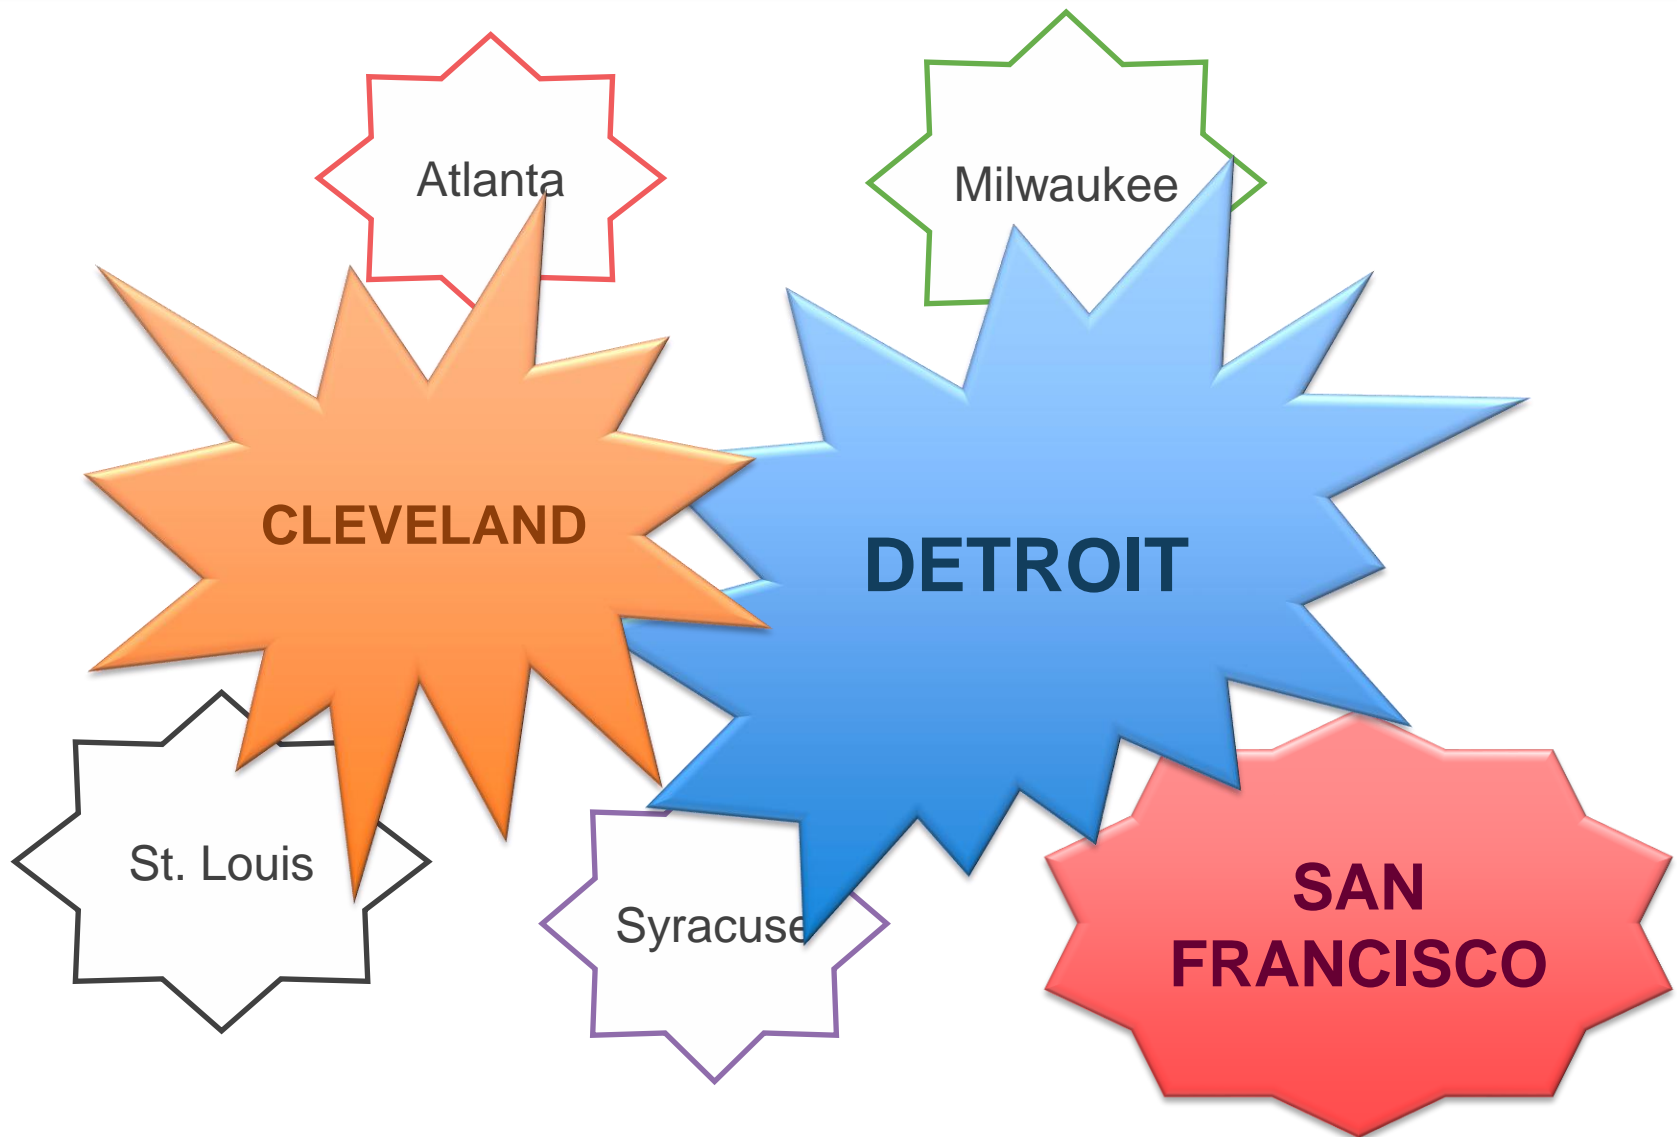 Atlanta
Milwaukee
CLEVELAND
DETROIT
St. Louis
Syracuse
SAN
FRANCISCO